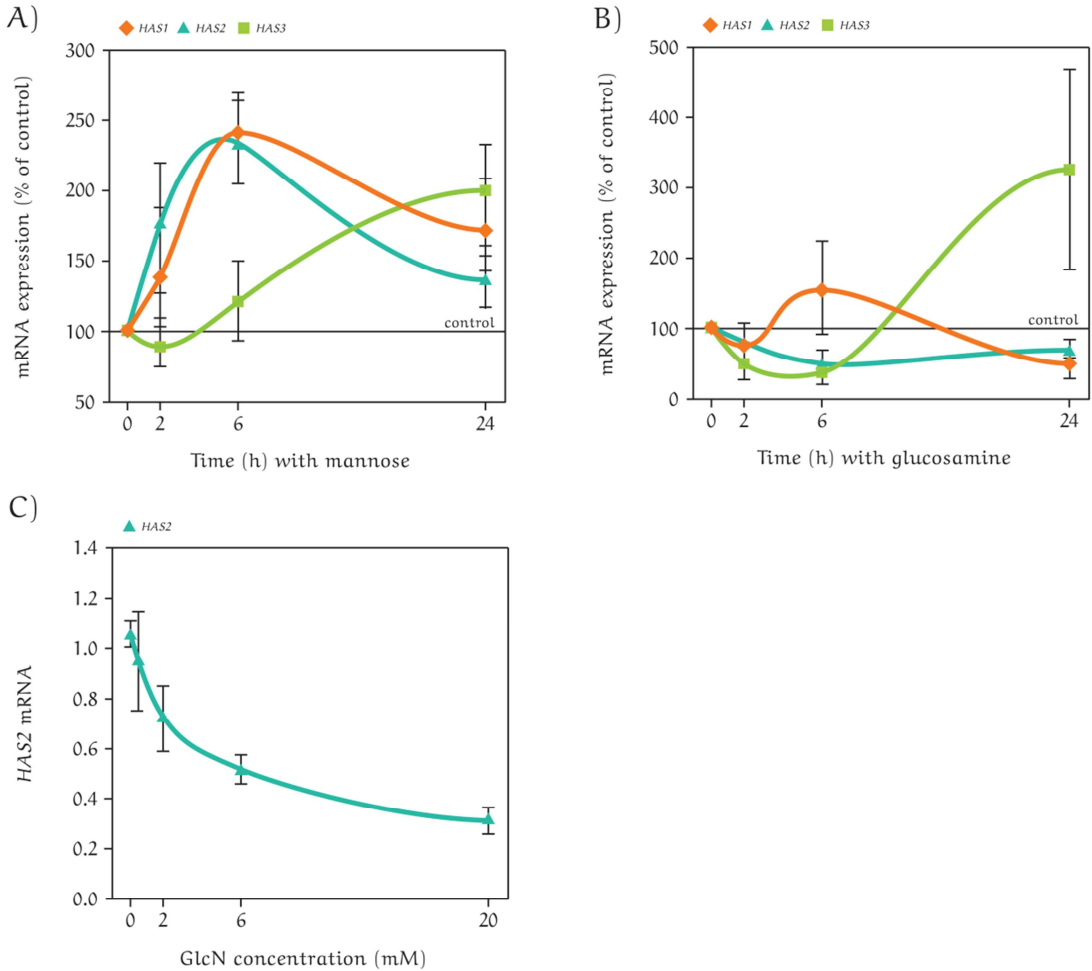 A)
HAS1 HAS2 HAS3
mRNA expression (% of control)
300
250
200
150
100
50
control
0 2 6 24
Time (h) with mannose
B)
HAS1 HAS2 HAS3
mRNA expression (% of control)
500
400
300
200
100
0
control
0 2 6 24
Time (h) with glucosamine
C)
HAS2
HAS2 mRNA
1.4
1.2
1.0
0.8
0.6
0.4
0.2
0.0
0 2 6 20
GlcN concentration (mM)